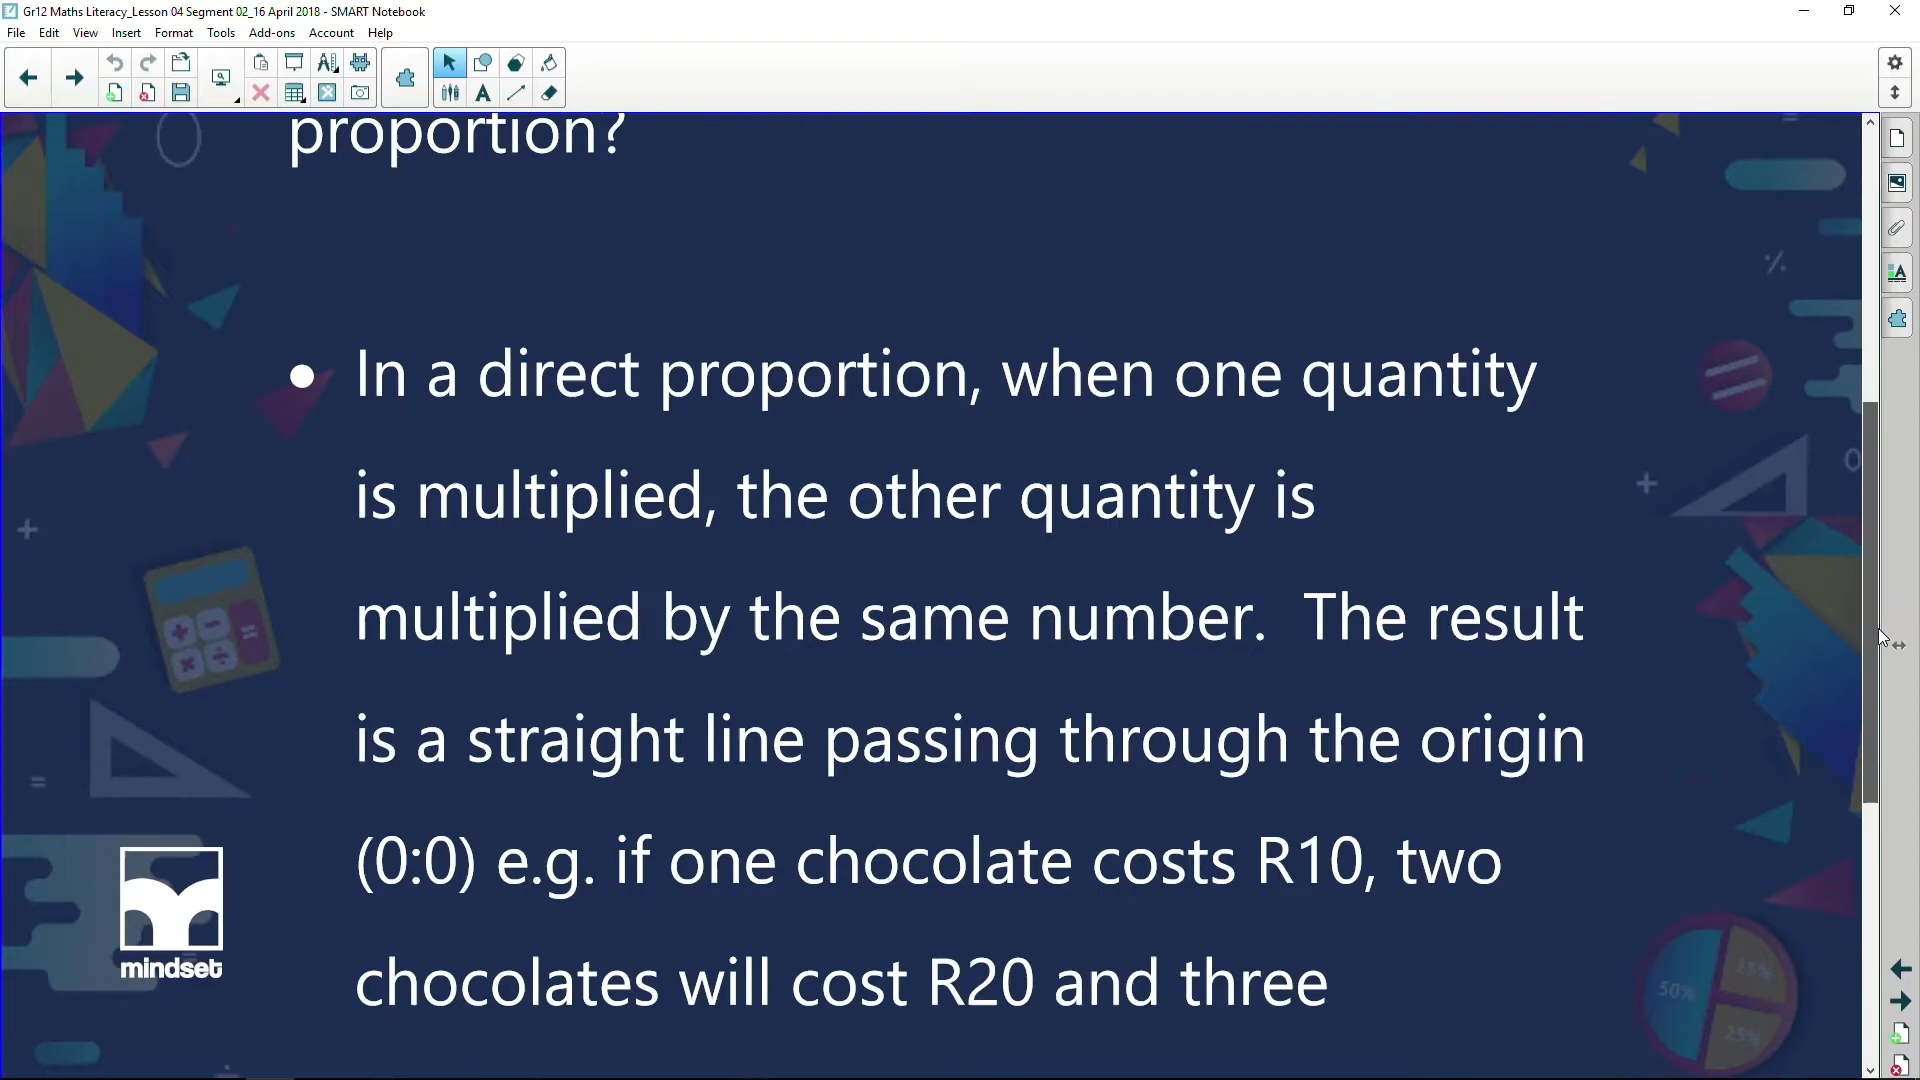 Gr12 Maths Literacy_Lesson 04 Segment 02_16 April 2018 - SMART Notebook
File Edit View Insert Format Tools Add-ons Account Help
proportion?
• In a direct proportion, when one quantity
is multiplied, the other quantity is
multiplied by the same number. The result
is a straight line passing through the origin
(0:0) e.g. if one chocolate costs R10, two
chocolates will cost R20 and three
mindset
50%
25%
25%